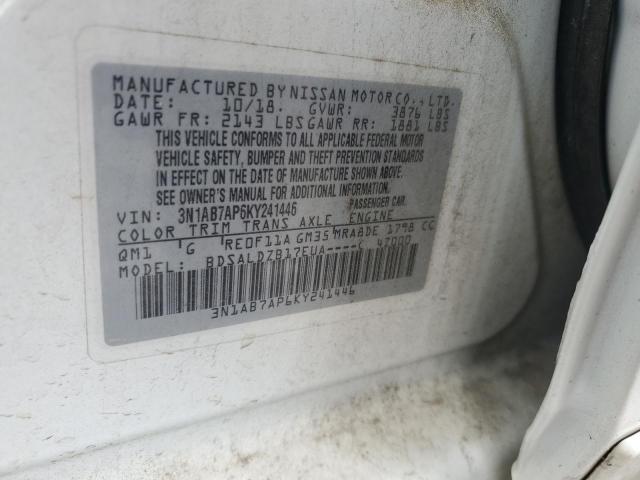 MANUFACTURED BY NISSAN MOTOR CO., LTD.
DATE: 10/18. GVWR: 3876 LBS
GAWR FR: 2143 LBS GAWR RR: 1881 LBS
THIS VEHICLE CONFORMS TO ALL APPLICABLE FEDERAL MOTOR
VEHICLE SAFETY, BUMPER AND THEFT PREVENTION STANDARDS
IN EFFECT ON THE DATE OF MANUFACTURE SHOWN ABOVE.
SEE OWNER'S MANUAL FOR ADDITIONAL INFORMATION.
VIN: 3N1AB7AP6KY241446 PASSENGER CAR
COLOR TRIM TRANS AXLE ENGINE
QM1 G RE0F11A GM35 MRA8DE 1798 CC
MODEL: BDSALDZB17EUA----C 47000
3N1AB7AP6KY241446